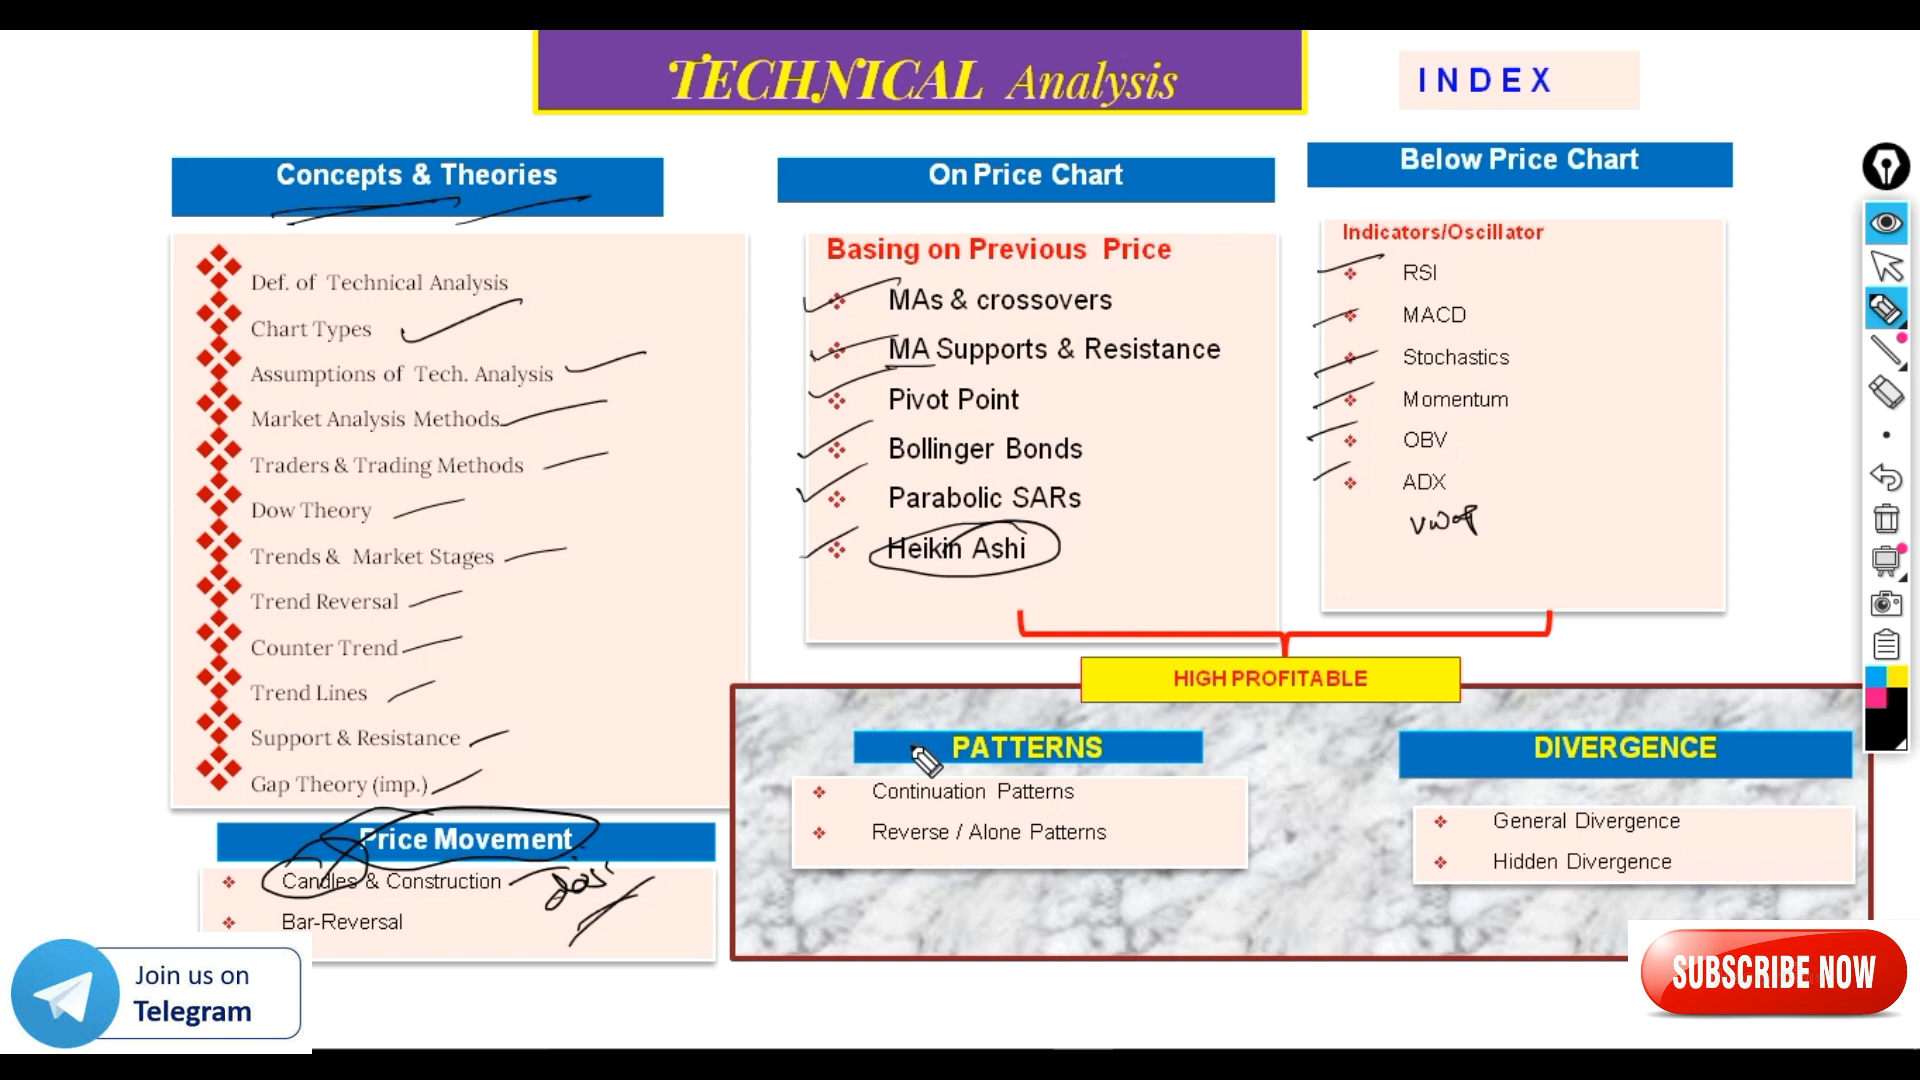 TECHNICAL Analysis
INDEX
Concepts & Theories
Def. of Technical Analysis
Chart Types
Assumptions of Tech. Analysis
Market Analysis Methods
Traders & Trading Methods
Dow Theory
Trends & Market Stages
Trend Reversal
Counter Trend
Trend Lines
Support & Resistance
Gap Theory (imp.)
Price Movement
Candles & Construction
Bar-Reversal
On Price Chart
Basing on Previous Price
MAs & crossovers
MA Supports & Resistance
Pivot Point
Bollinger Bonds
Parabolic SARs
Heikin Ashi
Below Price Chart
Indicators/Oscillator
RSI
MACD
Stochastics
Momentum
OBV
ADX
HIGH PROFITABLE
PATTERNS
Continuation Patterns
Reverse / Alone Patterns
DIVERGENCE
General Divergence
Hidden Divergence
Join us on
Telegram
SUBSCRIBE NOW